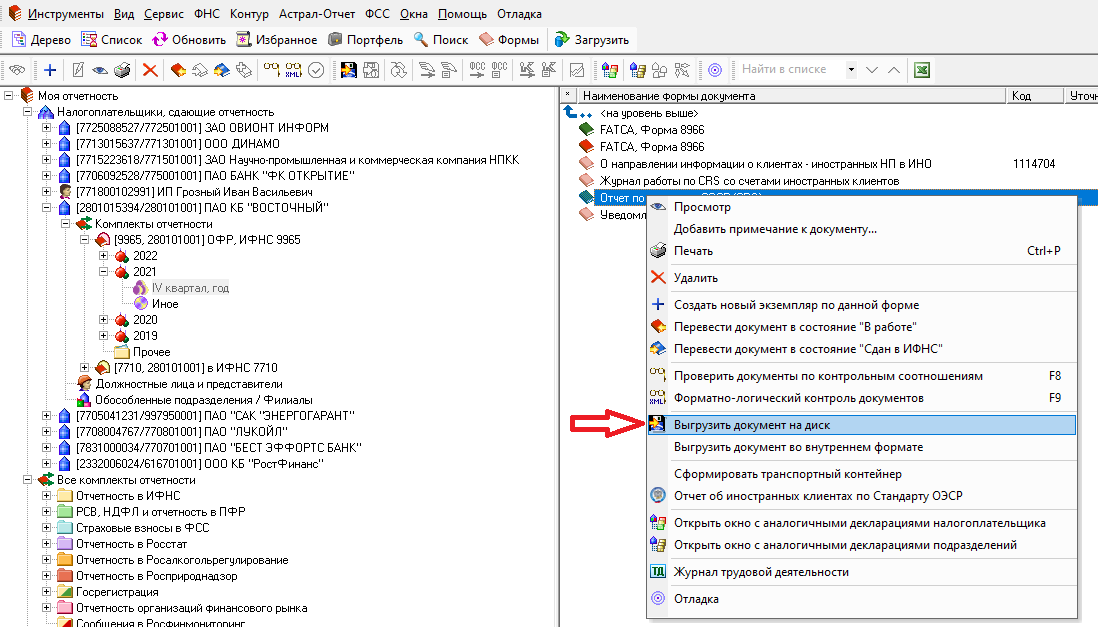 Инструменты Вид Сервис ФНС Контур Астрал-Отчет ФСС Окна Помощь Отладка
Дерево Список Обновить Избранное Портфель Поиск Формы Загрузить
XML ФСС ФСС Найти в списке
Моя отчетность
Налогоплательщики, сдающие отчетность
[7725088527/772501001] ЗАО ОВИОНТ ИНФОРМ
[7713015637/771301001] ООО ДИНАМО
[7715223618/771501001] ЗАО Научно-промышленная и коммерческая компания НПКК
[7706092528/775001001] ПАО БАНК "ФК ОТКРЫТИЕ"
[771800102991] ИП Грозный Иван Васильевич
[2801015394/280101001] ПАО КБ "ВОСТОЧНЫЙ"
Комплекты отчетности
[9965, 280101001] ОФР, ИФНС 9965
2022
2021
IV квартал, год
Иное
2020
2019
Прочее
[7710, 280101001] в ИФНС 7710
Должностные лица и представители
Обособленные подразделения / Филиалы
[7705041231/997950001] ПАО "САК "ЭНЕРГОГАРАНТ"
[7708004767/770801001] ПАО "ЛУКОЙЛ"
[7831000034/770701001] ПАО "БЕСТ ЭФФОРТС БАНК"
[2332006024/616701001] ООО КБ "РостФинанс"
Все комплекты отчетности
Отчетность в ИФНС
РСВ, НДФЛ и отчетность в ПФР
Страховые взносы в ФСС
Отчетность в Росстат
Отчетность в Росалкогольрегулирование
Отчетность в Росприроднадзор
Госрегистрация
Отчетность организаций финансового рынка
Сообщения в Росфинмониторинг
Наименование формы документа Код Уточн
<на уровень выше>
FATCA, Форма 8966
FATCA, Форма 8966
О направлении информации о клиентах - иностранных НП в ИНО 1114704
Журнал работы по CRS со счетами иностранных клиентов
Отчет по
Уведомл
Просмотр
Добавить примечание к документу...
Печать Ctrl+P
Удалить
Создать новый экземпляр по данной форме
Перевести документ в состояние "В работе"
Перевести документ в состояние "Сдан в ИФНС"
Проверить документы по контрольным соотношениям F8
XML Форматно-логический контроль документов F9
Выгрузить документ на диск
Выгрузить документ во внутреннем формате
Сформировать транспортный контейнер
Отчет об иностранных клиентах по Стандарту ОЭСР
Открыть окно с аналогичными декларациями налогоплательщика
Открыть окно с аналогичными декларациями подразделений
ТД Журнал трудовой деятельности
Отладка